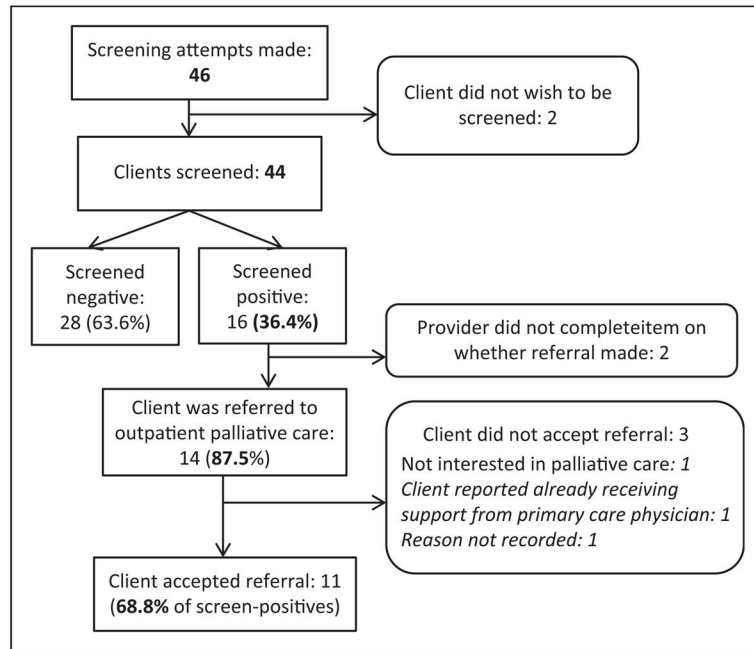 Screening attempts made:
46
Client did not wish to be
screened: 2
Clients screened: 44
Screened
negative:
28 (63.6%)
Screened
positive:
16 (36.4%)
Provider did not completeitem on
whether referral made: 2
Client was referred to
outpatient palliative care:
14 (87.5%)
Client did not accept referral: 3
Not interested in palliative care: 1
Client reported already receiving
support from primary care physician: 1
Reason not recorded: 1
Client accepted referral: 11
(68.8% of screen-positives)